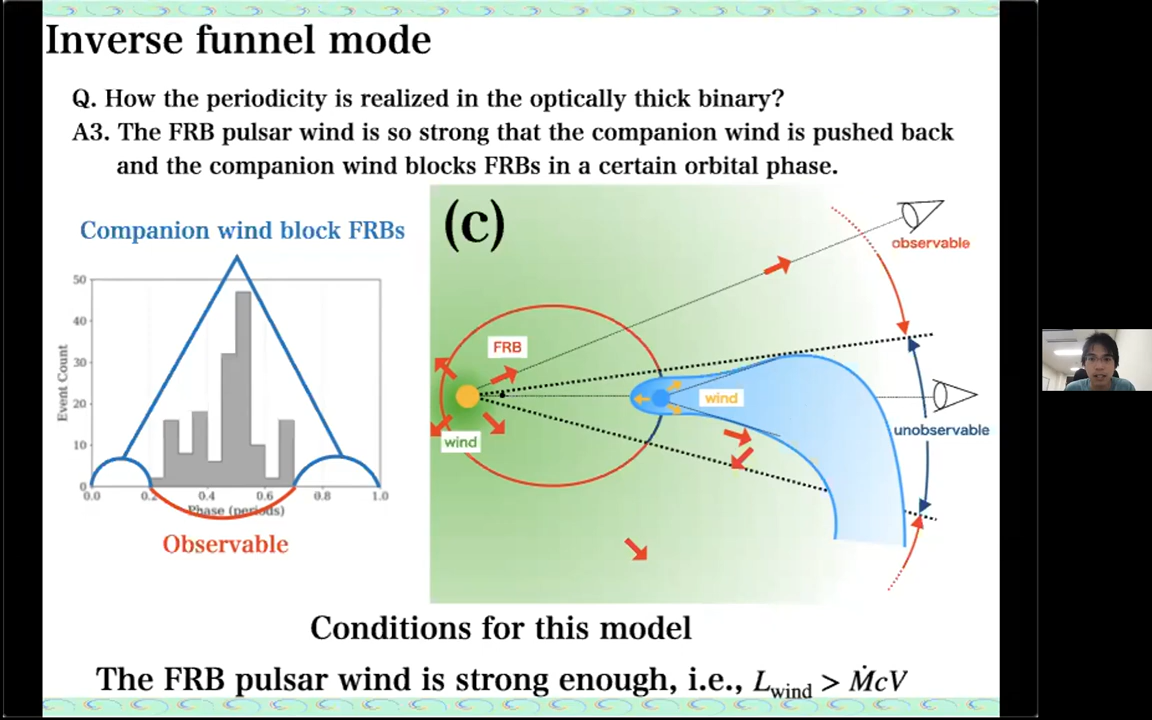 Inverse funnel mode
Q. How the periodicity is realized in the optically thick binary?
A3. The FRB pulsar wind is so strong that the companion wind is pushed back
and the companion wind blocks FRBs in a certain orbital phase.
Companion wind block FRBs
50
40
30
20
10
0
Event Count
0.0 0.2 0.4 0.6 0.8 1.0
Phase (periods)
Observable
(c)
observable
FRB
wind
wind
unobservable
Conditions for this model
The FRB pulsar wind is strong enough, i.e., L_wind > ṀcV